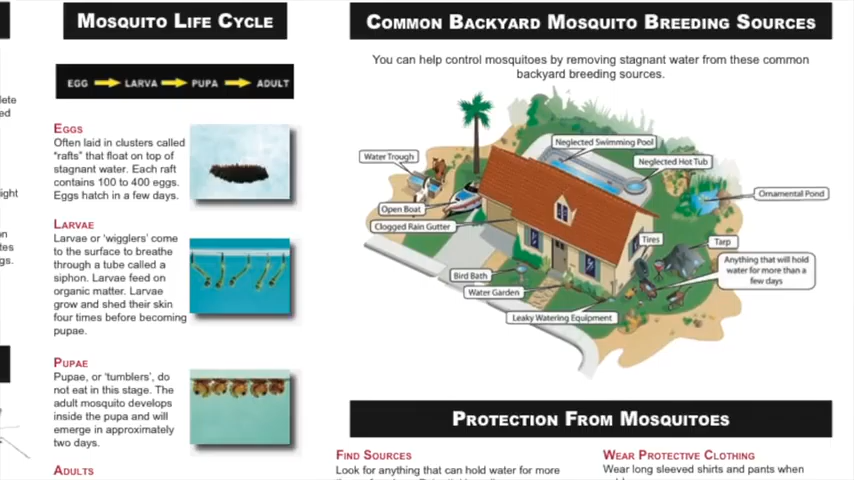 MOSQUITO LIFE CYCLE
EGG LARVA PUPA ADULT
EGGS
Often laid in clusters called
"rafts" that float on top of
stagnant water. Each raft
contains 100 to 400 eggs.
Eggs hatch in a few days.
LARVAE
Larvae or 'wigglers' come
to the surface to breathe
through a tube called a
siphon. Larvae feed on
organic matter. Larvae
grow and shed their skin
four times before becoming
pupae.
PUPAE
Pupae, or 'tumblers', do
not eat in this stage. The
adult mosquito develops
inside the pupa and will
emerge in approximately
two days.
ADULTS
COMMON BACKYARD MOSQUITO BREEDING SOURCES
You can help control mosquitoes by removing stagnant water from these common
backyard breeding sources.
Neglected Swimming Pool
Water Trough
Neglected Hot Tub
Ornamental Pond
Open Boat
Clogged Rain Gutter
Tires
Tarp
Anything that will hold
water for more than a
few days
Bird Bath
Water Garden
Leaky Watering Equipment
PROTECTION FROM MOSQUITOES
FIND SOURCES
Look for anything that can hold water for more
WEAR PROTECTIVE CLOTHING
Wear long sleeved shirts and pants when